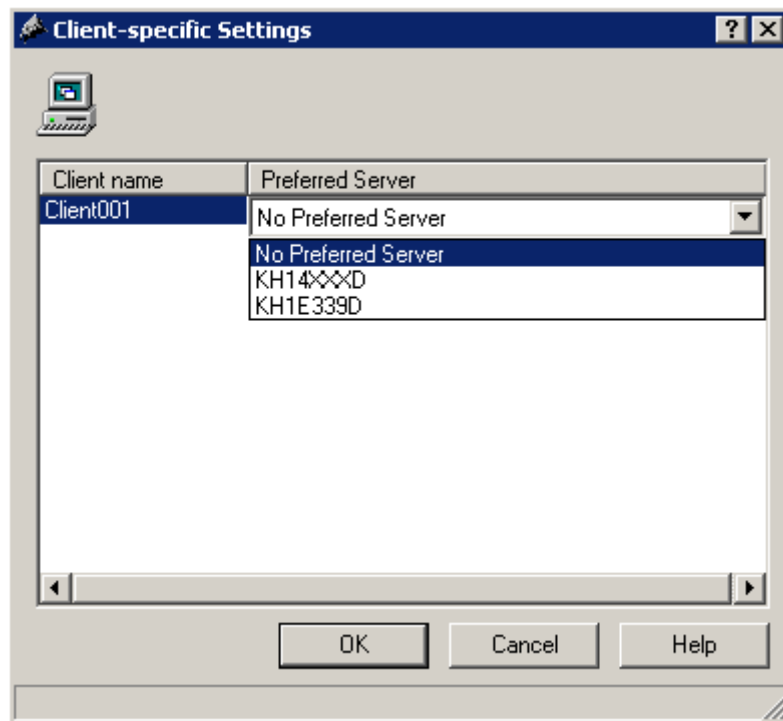 Client-specific Settings
Client name Preferred Server
Client001 No Preferred Server
No Preferred Server
KH14XXXD
KH1E339D
OK Cancel Help